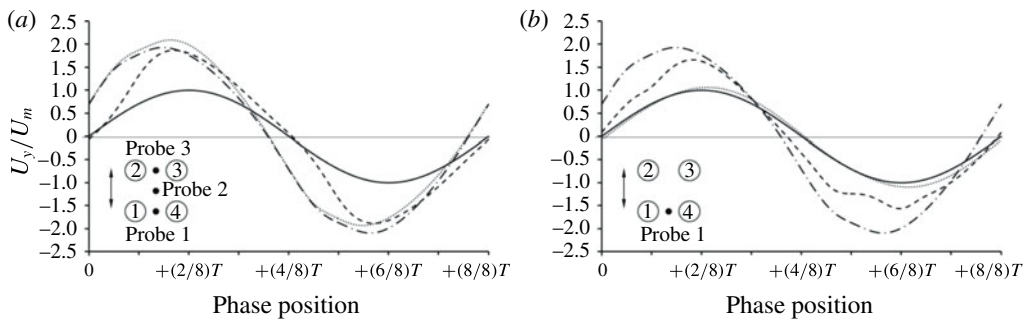 (a)
2.5
2.0
1.5
1.0
0.5
0
−0.5
−1.0
−1.5
−2.0
−2.5
U_y/U_m
Probe 3
2 3
Probe 2
1 4
Probe 1
0 +(2/8)T +(4/8)T +(6/8)T +(8/8)T
Phase position
(b)
2.5
2.0
1.5
1.0
0.5
0
−0.5
−1.0
−1.5
−2.0
−2.5
2 3
1 4
Probe 1
0 +(2/8)T +(4/8)T +(6/8)T +(8/8)T
Phase position